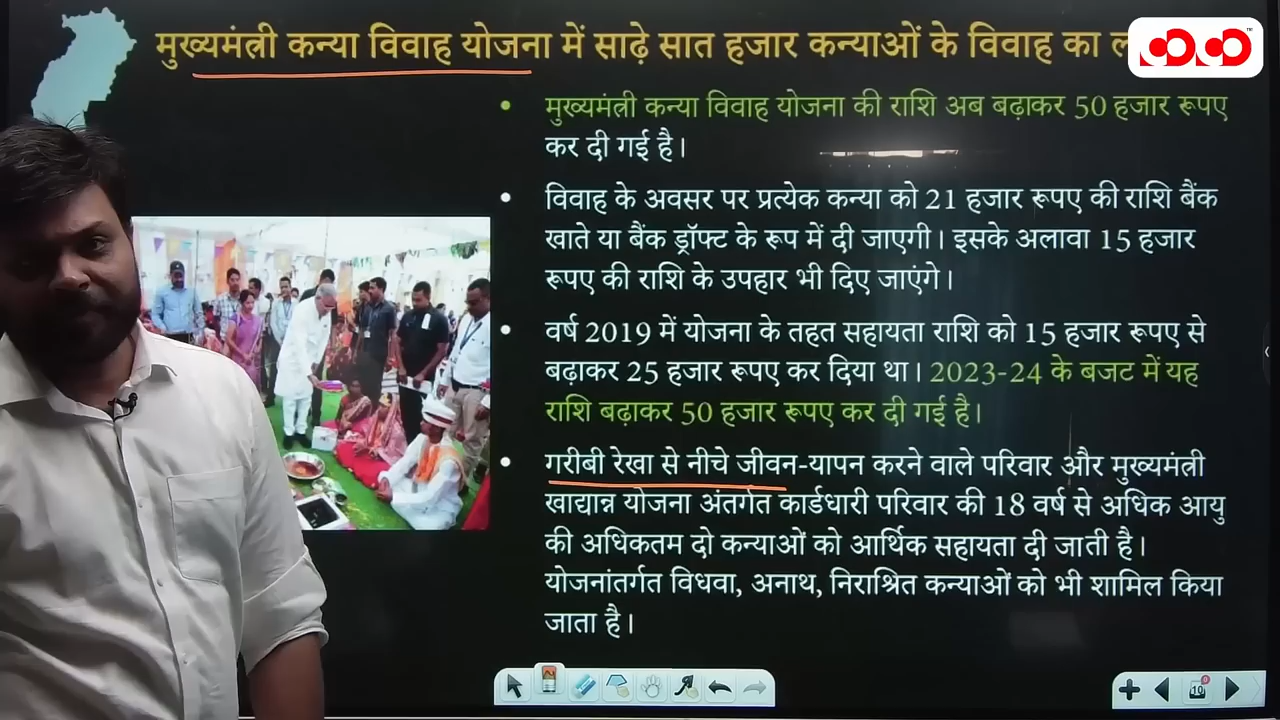 मुख्यमंत्री कन्या विवाह योजना में साढ़े सात हजार कन्याओं के विवाह का
• मुख्यमंत्री कन्या विवाह योजना की राशि अब बढ़ाकर 50 हजार रूपए
कर दी गई है।
• विवाह के अवसर पर प्रत्येक कन्या को 21 हजार रूपए की राशि बैंक
खाते या बैंक ड्रॉफ्ट के रूप में दी जाएगी। इसके अलावा 15 हजार
रूपए की राशि के उपहार भी दिए जाएंगे।
• वर्ष 2019 में योजना के तहत सहायता राशि को 15 हजार रूपए से
बढ़ाकर 25 हजार रूपए कर दिया था। 2023-24 के बजट में यह
राशि बढ़ाकर 50 हजार रूपए कर दी गई है।
• गरीबी रेखा से नीचे जीवन-यापन करने वाले परिवार और मुख्यमंत्री
खाद्यान्न योजना अंतर्गत कार्डधारी परिवार की 18 वर्ष से अधिक आयु
की अधिकतम दो कन्याओं को आर्थिक सहायता दी जाती है।
योजनांतर्गत विधवा, अनाथ, निराश्रित कन्याओं को भी शामिल किया
जाता है।
10